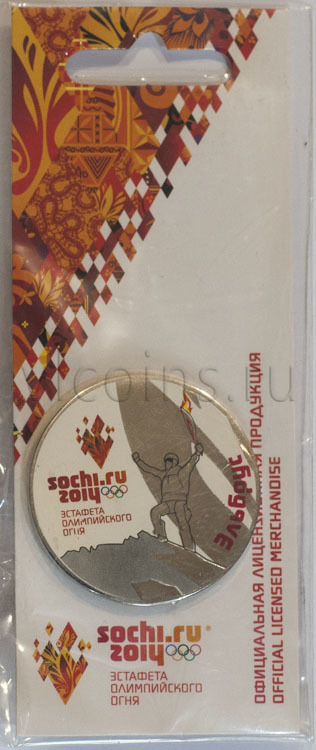 sochi.ru
2014
ЭСТАФЕТА
ОЛИМПИЙСКОГО
ОГНЯ
Эльбрус
sochi.ru
2014
ЭСТАФЕТА
ОЛИМПИЙСКОГО
ОГНЯ
ОФИЦИАЛЬНАЯ ЛИЦЕНЗИОННАЯ ПРОДУКЦИЯ
OFFICIAL LICENSED MERCHANDISE